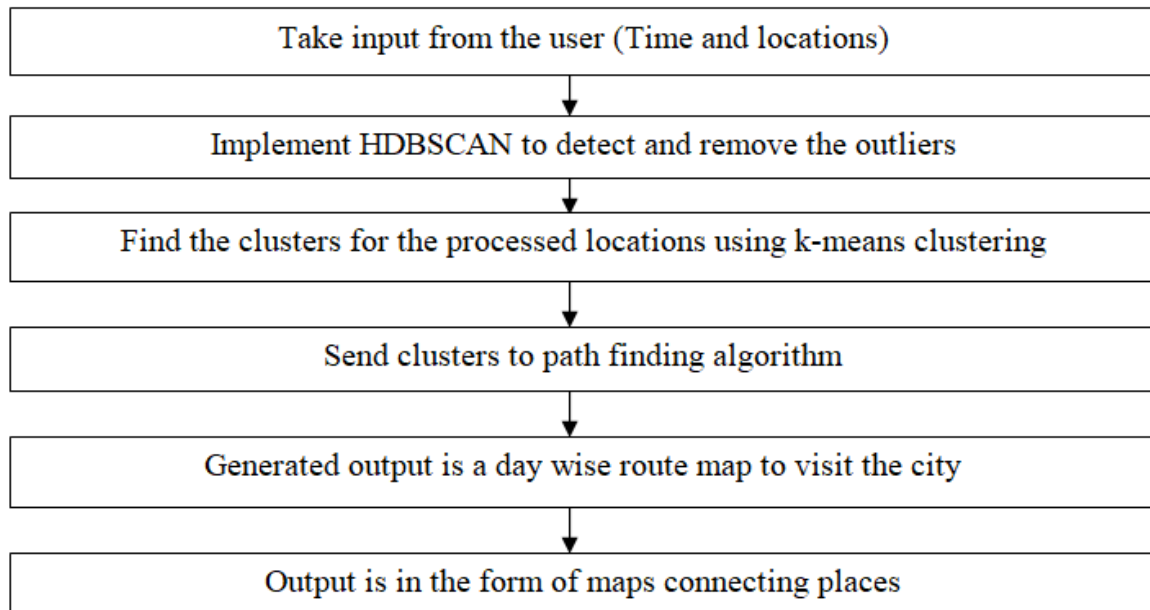 Take input from the user (Time and locations)
Implement HDBSCAN to detect and remove the outliers
Find the clusters for the processed locations using k-means clustering
Send clusters to path finding algorithm
Generated output is a day wise route map to visit the city
Output is in the form of maps connecting places